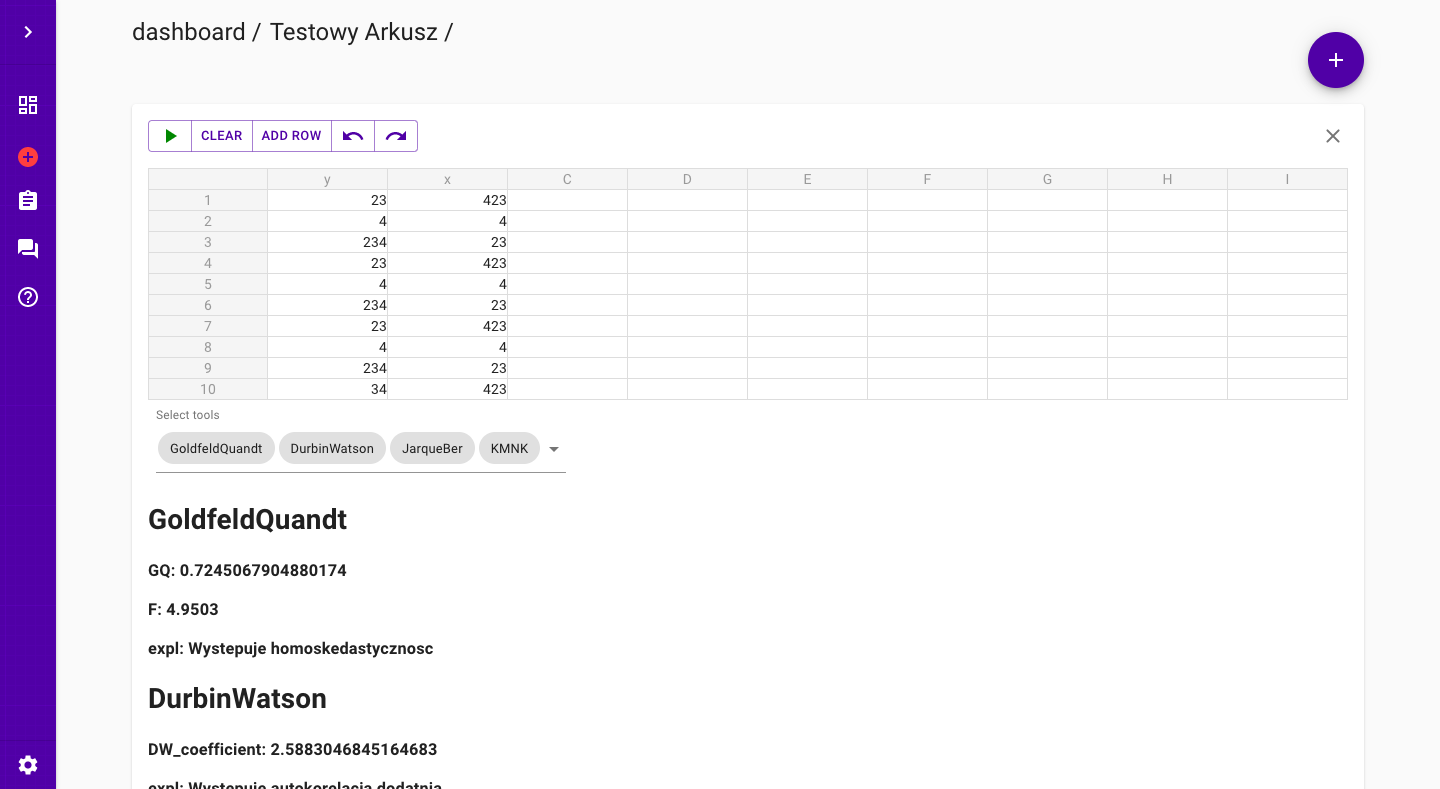 dashboard / Testowy Arkusz /
CLEAR ADD ROW
y x C D E F G H I
1 23 423
2 4 4
3 234 23
4 23 423
5 4 4
6 234 23
7 23 423
8 4 4
9 234 23
10 34 423
Select tools
GoldfeldQuandt DurbinWatson JarqueBer KMNK
GoldfeldQuandt
GQ: 0.7245067904880174
F: 4.9503
expl: Wystepuje homoskedastycznosc
DurbinWatson
DW_coefficient: 2.5883046845164683
expl: Wystepuje autokorelacja dodatnia